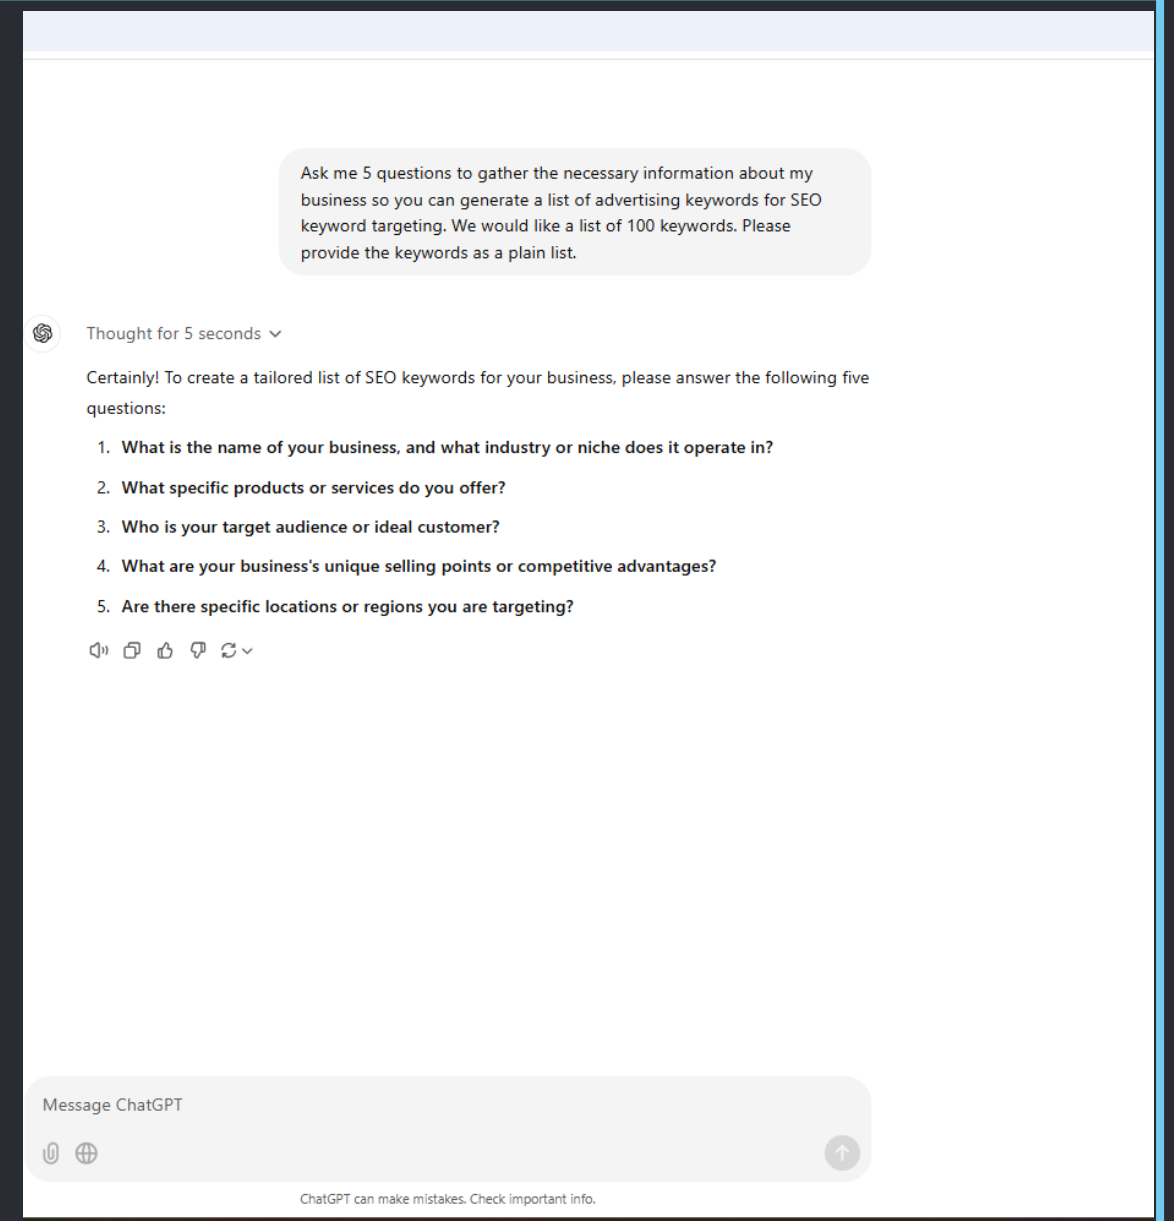 Ask me 5 questions to gather the necessary information about my
business so you can generate a list of advertising keywords for SEO
keyword targeting. We would like a list of 100 keywords. Please
provide the keywords as a plain list.
Thought for 5 seconds
Certainly! To create a tailored list of SEO keywords for your business, please answer the following five
questions:
1. What is the name of your business, and what industry or niche does it operate in?
2. What specific products or services do you offer?
3. Who is your target audience or ideal customer?
4. What are your business's unique selling points or competitive advantages?
5. Are there specific locations or regions you are targeting?
Message ChatGPT
ChatGPT can make mistakes. Check important info.